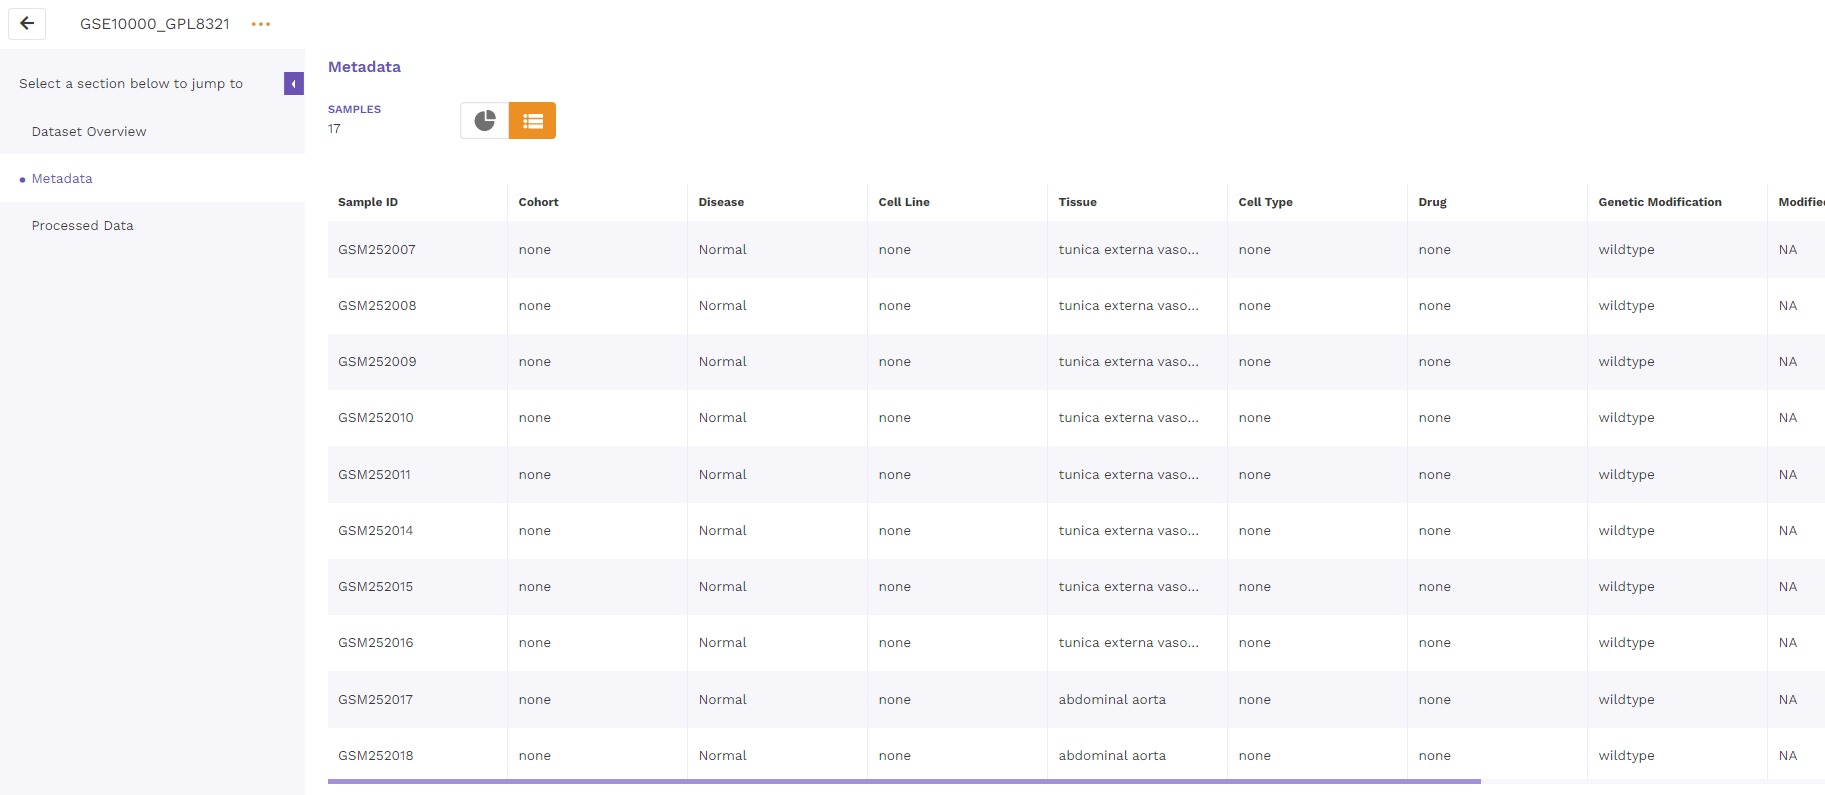 GSE10000_GPL8321
Select a section below to jump to
Dataset Overview
Metadata
Processed Data
Metadata
SAMPLES
17
Sample ID Cohort Disease Cell Line Tissue Cell Type Drug Genetic Modification Modified
GSM252007 none Normal none tunica externa vaso... none none wildtype NA
GSM252008 none Normal none tunica externa vaso... none none wildtype NA
GSM252009 none Normal none tunica externa vaso... none none wildtype NA
GSM252010 none Normal none tunica externa vaso... none none wildtype NA
GSM252011 none Normal none tunica externa vaso... none none wildtype NA
GSM252014 none Normal none tunica externa vaso... none none wildtype NA
GSM252015 none Normal none tunica externa vaso... none none wildtype NA
GSM252016 none Normal none tunica externa vaso... none none wildtype NA
GSM252017 none Normal none abdominal aorta none none wildtype NA
GSM252018 none Normal none abdominal aorta none none wildtype NA